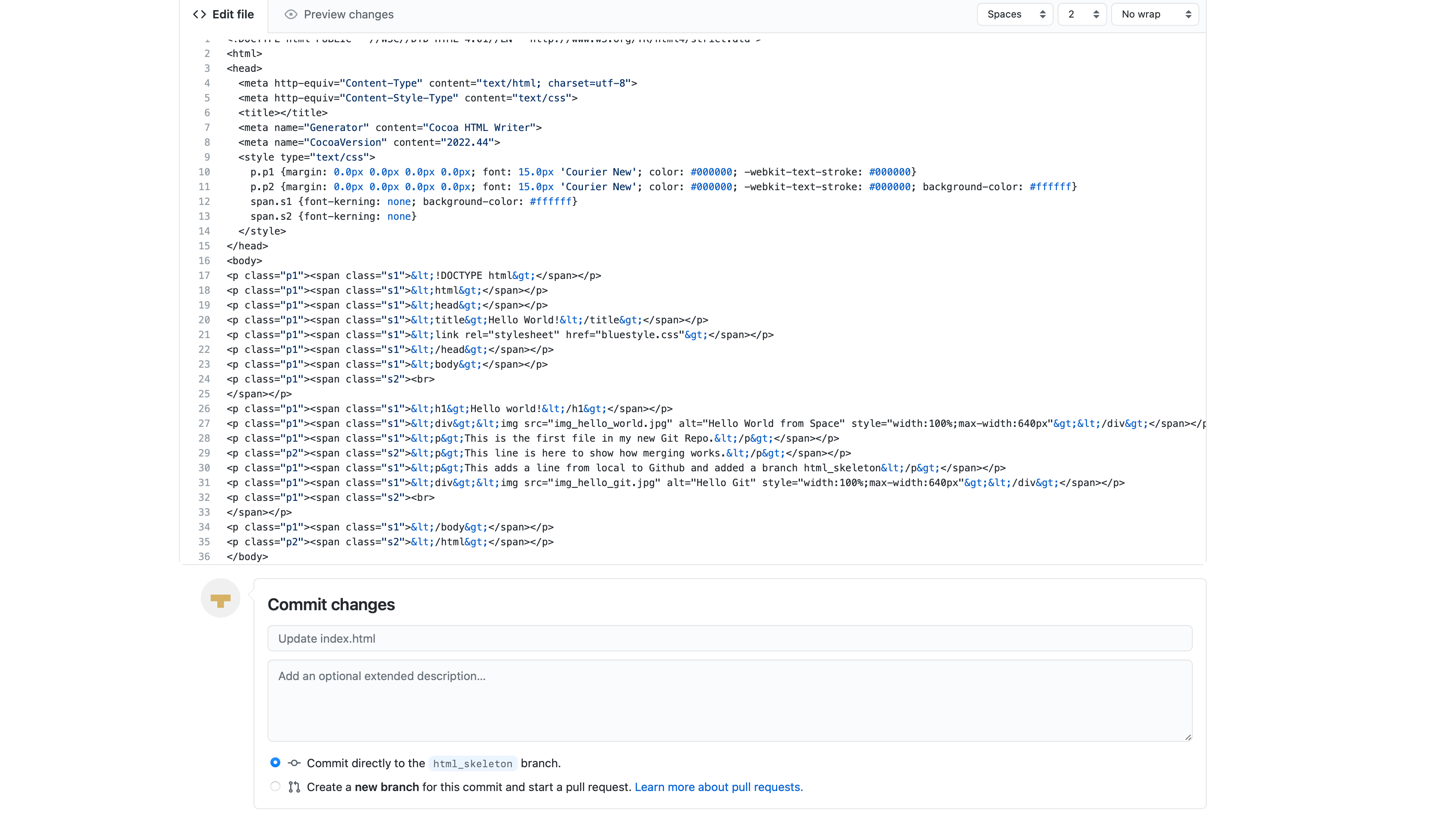 Edit file
Preview changes
Spaces
2
No wrap
2 <html>
3 <head>
4 <meta http-equiv="Content-Type" content="text/html; charset=utf-8">
5 <meta http-equiv="Content-Style-Type" content="text/css">
6 <title></title>
7 <meta name="Generator" content="Cocoa HTML Writer">
8 <meta name="CocoaVersion" content="2022.44">
9 <style type="text/css">
10 p.p1 {margin: 0.0px 0.0px 0.0px 0.0px; font: 15.0px 'Courier New'; color: #000000; -webkit-text-stroke: #000000}
11 p.p2 {margin: 0.0px 0.0px 0.0px 0.0px; font: 15.0px 'Courier New'; color: #000000; -webkit-text-stroke: #000000; background-color: #ffffff}
12 span.s1 {font-kerning: none; background-color: #ffffff}
13 span.s2 {font-kerning: none}
14 </style>
15 </head>
16 <body>
17 <p class="p1"><span class="s1">&lt;!DOCTYPE html&gt;</span></p>
18 <p class="p1"><span class="s1">&lt;html&gt;</span></p>
19 <p class="p1"><span class="s1">&lt;head&gt;</span></p>
20 <p class="p1"><span class="s1">&lt;title&gt;Hello World!&lt;/title&gt;</span></p>
21 <p class="p1"><span class="s1">&lt;link rel="stylesheet" href="bluestyle.css"&gt;</span></p>
22 <p class="p1"><span class="s1">&lt;/head&gt;</span></p>
23 <p class="p1"><span class="s1">&lt;body&gt;</span></p>
24 <p class="p1"><span class="s2"><br>
25 </span></p>
26 <p class="p1"><span class="s1">&lt;h1&gt;Hello world!&lt;/h1&gt;</span></p>
27 <p class="p1"><span class="s1">&lt;div&gt;&lt;img src="img_hello_world.jpg" alt="Hello World from Space" style="width:100%;max-width:640px"&gt;&lt;/div&gt;</span></p
28 <p class="p1"><span class="s1">&lt;p&gt;This is the first file in my new Git Repo.&lt;/p&gt;</span></p>
29 <p class="p2"><span class="s1">&lt;p&gt;This line is here to show how merging works.&lt;/p&gt;</span></p>
30 <p class="p1"><span class="s1">&lt;p&gt;This adds a line from local to Github and added a branch html_skeleton&lt;/p&gt;</span></p>
31 <p class="p1"><span class="s1">&lt;div&gt;&lt;img src="img_hello_git.jpg" alt="Hello Git" style="width:100%;max-width:640px"&gt;&lt;/div&gt;</span></p>
32 <p class="p1"><span class="s2"><br>
33 </span></p>
34 <p class="p1"><span class="s1">&lt;/body&gt;</span></p>
35 <p class="p2"><span class="s2">&lt;/html&gt;</span></p>
36 </body>
Commit changes
Update index.html
Add an optional extended description...
Commit directly to the html_skeleton branch.
Create a new branch for this commit and start a pull request. Learn more about pull requests.